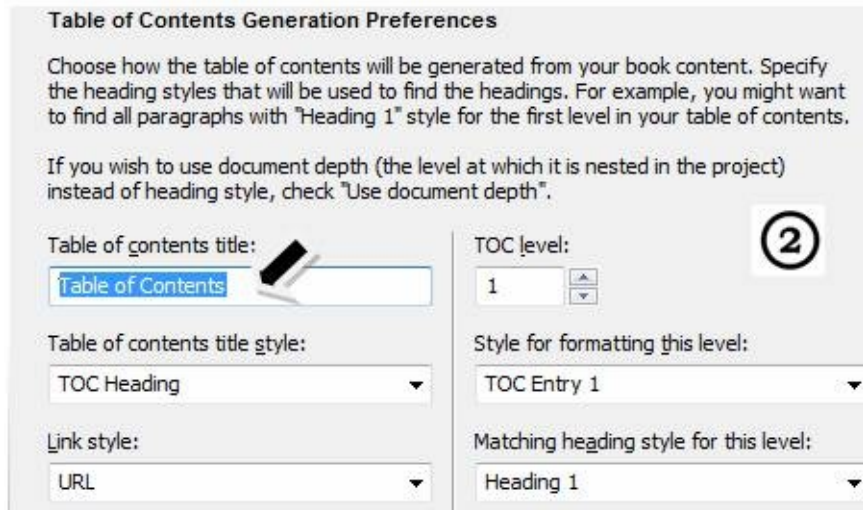 Table of Contents Generation Preferences
Choose how the table of contents will be generated from your book content. Specify
the heading styles that will be used to find the headings. For example, you might want
to find all paragraphs with "Heading 1" style for the first level in your table of contents.
If you wish to use document depth (the level at which it is nested in the project)
instead of heading style, check "Use document depth".
Table of contents title:
Table of Contents
Table of contents title style:
TOC Heading
Link style:
URL
TOC level:
1
2
Style for formatting this level:
TOC Entry 1
Matching heading style for this level:
Heading 1